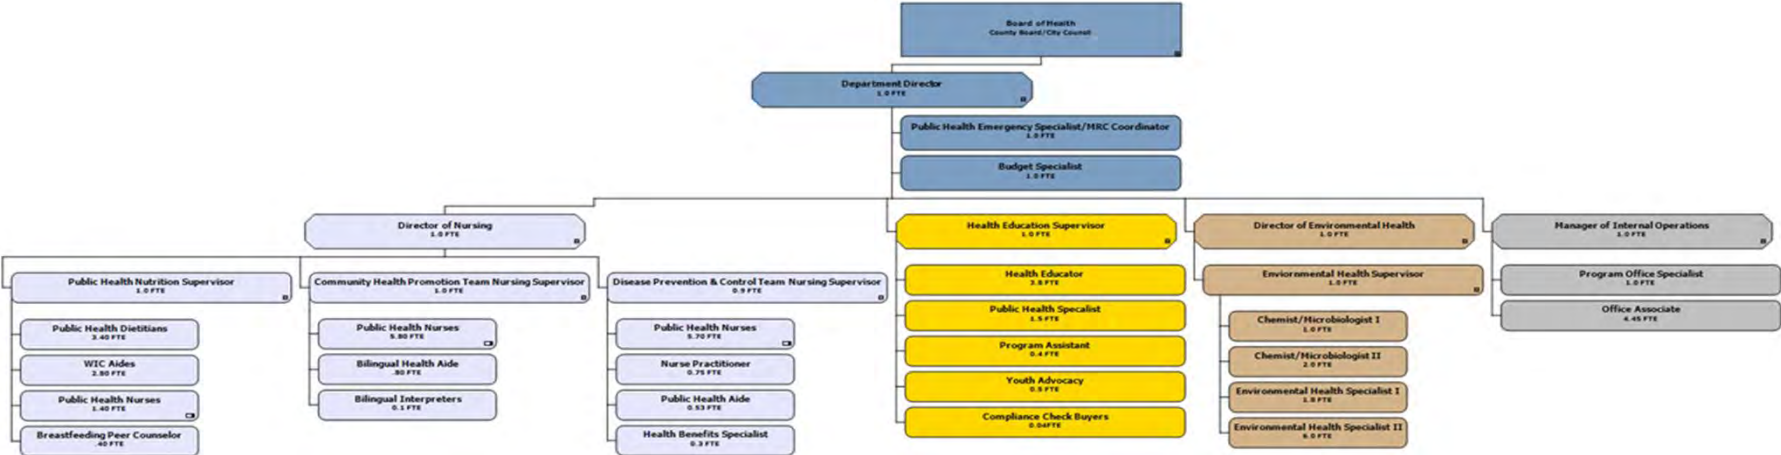 Board of Health
County Board/City Council
Department Director
1.0 FTE
Public Health Emergency Specialist/MRC Coordinator
1.0 FTE
Budget Specialist
1.0 FTE
Director of Nursing
1.0 FTE
Health Education Supervisor
1.0 FTE
Director of Environmental Health
1.0 FTE
Manager of Internal Operations
1.0 FTE
Public Health Nutrition Supervisor
1.0 FTE
Public Health Dietitians
3.40 FTE
WIC Aides
2.80 FTE
Public Health Nurses
1.40 FTE
Breastfeeding Peer Counselor
.40 FTE
Community Health Promotion Team Nursing Supervisor
1.0 FTE
Public Health Nurses
5.80 FTE
Bilingual Health Aide
.80 FTE
Bilingual Interpreters
0.1 FTE
Disease Prevention & Control Team Nursing Supervisor
0.9 FTE
Public Health Nurses
5.70 FTE
Nurse Practitioner
0.75 FTE
Public Health Aide
0.53 FTE
Health Benefits Specialist
0.3 FTE
Health Educator
3.8 FTE
Public Health Specalist
1.5 FTE
Program Assistant
0.4 FTE
Youth Advocacy
0.5 FTE
Compliance Check Buyers
0.04FTE
Enviornmental Health Supervisor
1.0 FTE
Chemist/Microbiologist I
1.0 FTE
Chemist/Microbiologist II
2.0 FTE
Environmental Health Specialist I
1.8 FTE
Environmental Health Specialist II
6.0 FTE
Program Office Specialist
1.0 FTE
Office Associate
4.45 FTE